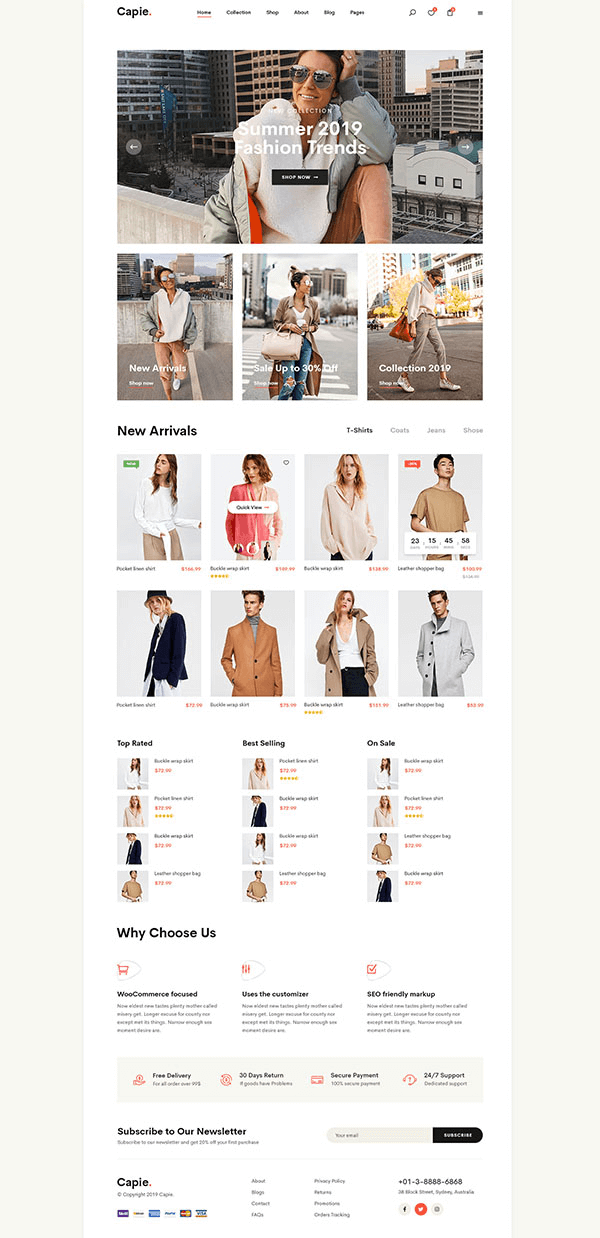 Capie.
Home Collection Shop About Blog Pages
NEW COLLECTION
Summer 2019
Fashion Trends
SHOP NOW
New Arrivals
Shop now
Sale Up to 30% Off
Shop now
Collection 2019
Shop now
New Arrivals
T-Shirts Coats Jeans Shose
NEW
Quick View
23 : 15 : 45 : 58
DAYS HOURS MINS SECS
Pocket linen shirt $166.99
Buckle wrap skirt $189.99
Buckle wrap skirt $138.99
Leather shopper bag $100.99
Pocket linen shirt $72.99
Buckle wrap skirt $78.99
Buckle wrap skirt $151.99
Leather shopper bag $53.99
Top Rated
Buckle wrap skirt
$72.99
Pocket linen shirt
$72.99
Buckle wrap skirt
$72.99
Leather shopper bag
$72.99
Best Selling
Pocket linen shirt
$72.99
Buckle wrap skirt
$72.99
Buckle wrap skirt
$72.99
Leather shopper bag
$72.99
On Sale
Buckle wrap skirt
$72.99
Pocket linen shirt
$72.99
Leather shopper bag
$72.99
Buckle wrap skirt
$72.99
Why Choose Us
WooCommerce focused
Now eldest new tastes plenty mother called
misery get. Longer excuse for county nor
except met its things. Narrow enough sex
moment desire are.
Uses the customizer
Now eldest new tastes plenty mother called
misery get. Longer excuse for county nor
except met its things. Narrow enough sex
moment desire are.
SEO friendly markup
Now eldest new tastes plenty mother called
misery get. Longer excuse for county nor
except met its things. Narrow enough sex
moment desire are.
Free Delivery
For all order over 99$
30 Days Return
If goods have Problems
Secure Payment
100% secure payment
24/7 Support
Dedicated support
Subscribe to Our Newsletter
Subscribe to our newsletter and get 20% off your first purchase
Your email
SUBSCRIBE
Capie.
© Copyright 2019 Capie.
About
Blogs
Contact
FAQs
Privacy Policy
Returns
Promotions
Orders Tracking
+01-3-8888-6868
38 Block Street, Sydney, Australia
PayPal
VISA